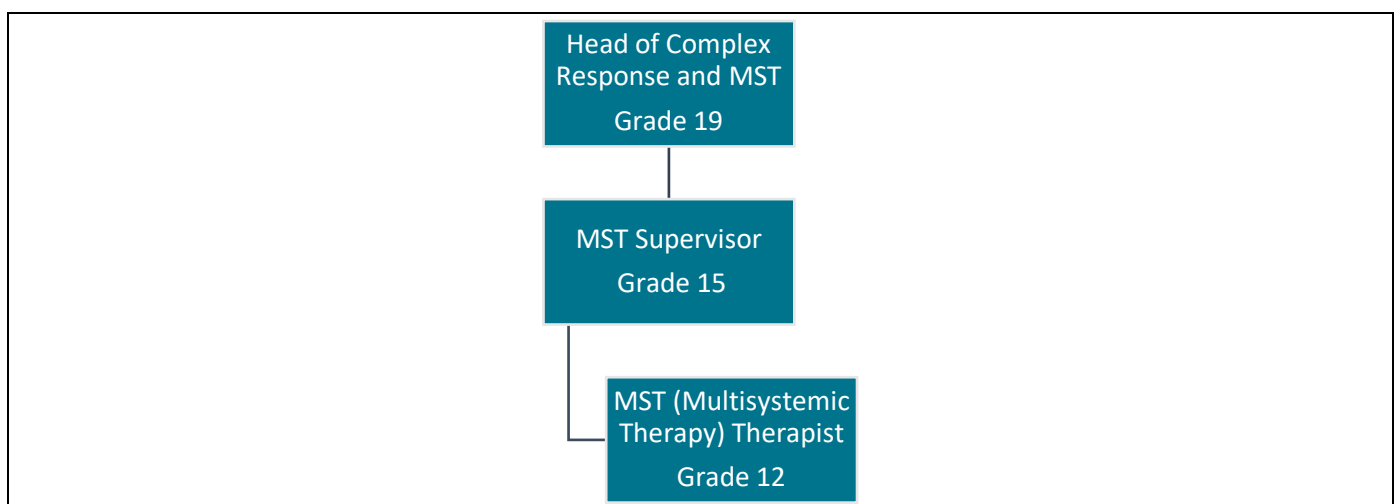 Head of Complex
Response and MST
Grade 19
MST Supervisor
Grade 15
MST (Multisystemic
Therapy) Therapist
Grade 12